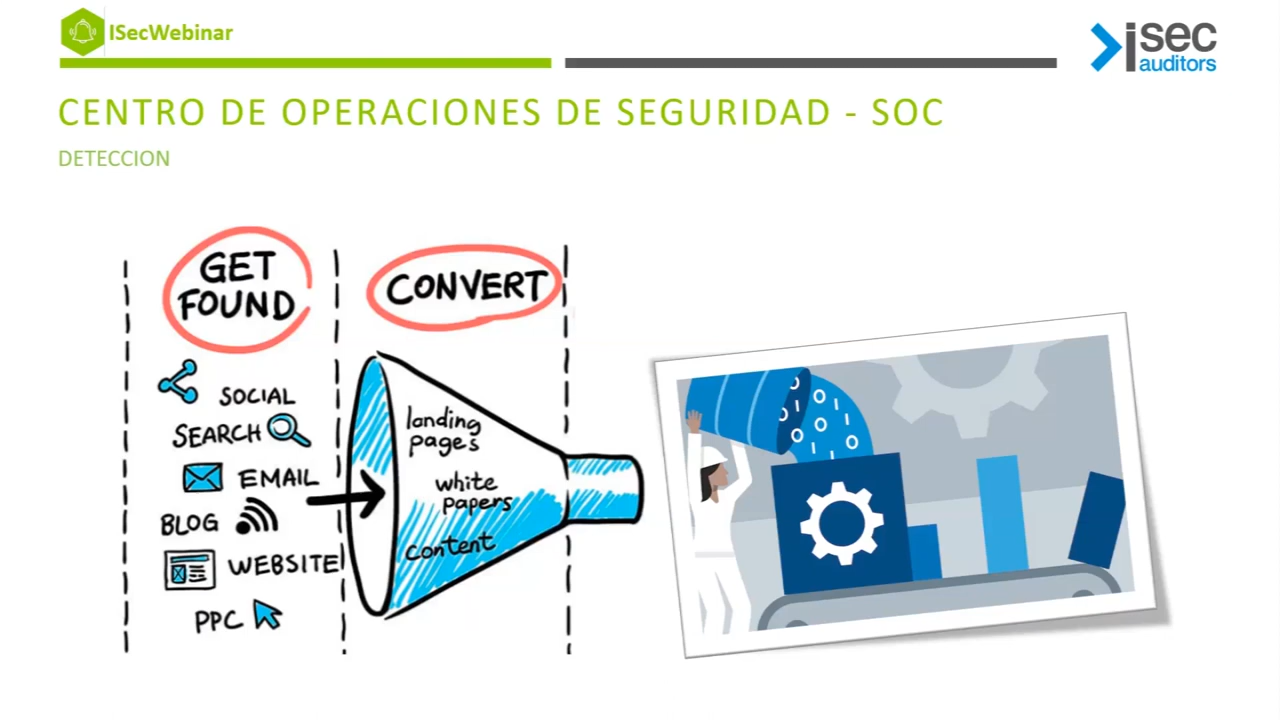 ISecWebinar
isec
auditors
CENTRO DE OPERACIONES DE SEGURIDAD - SOC
DETECCION
GET
FOUND
CONVERT
SOCIAL
SEARCH
EMAIL
BLOG
WEBSITE
PPC
landing
pages
white
papers
content